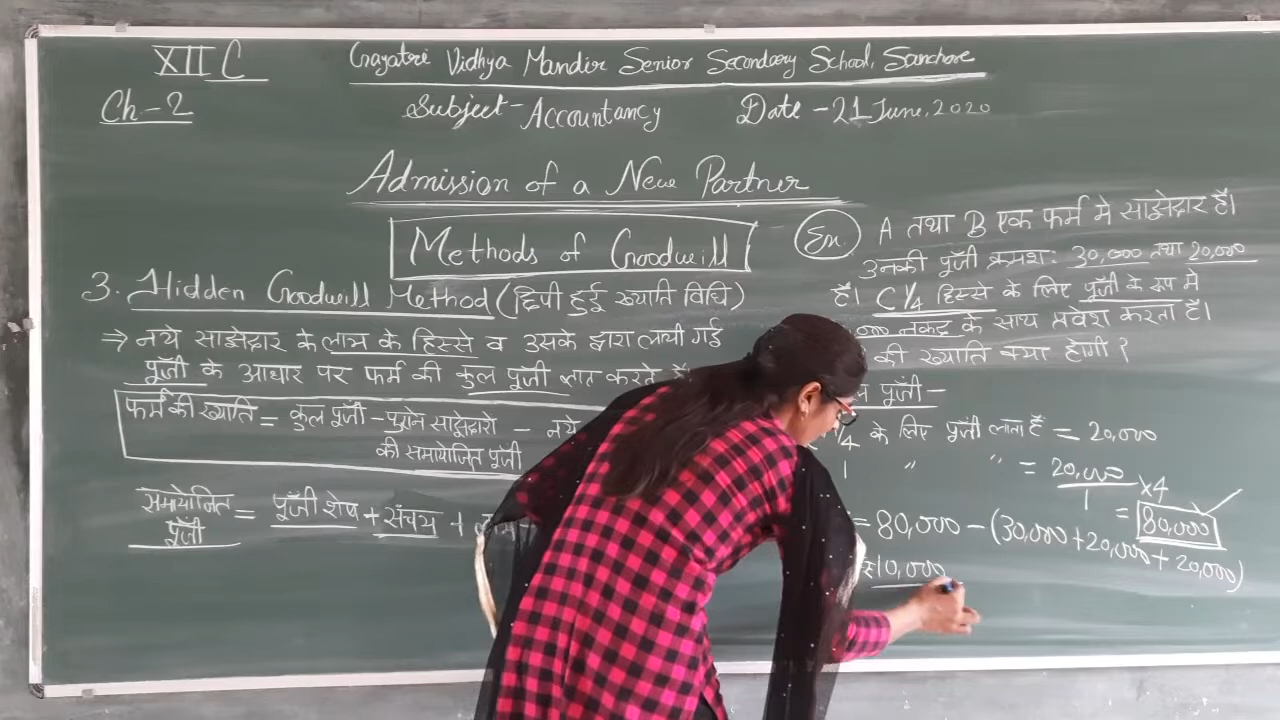 XII C
Gayatri Vidhya Mandir Senior Secondary School, Sanchore
Ch-2
Subject-Accountancy
Date -21 June, 2020
Admission of a New Partner
Methods of Goodwill
3. Hidden Goodwill Method (छिपी हुई ख्याति विधि)
⇒ नये साझेदार के लाभ के हिस्से व उसके द्वारा लायी गई
पूँजी के आधार पर फर्म की कुल पूँजी ज्ञात करते
फर्म की ख्याति = कुल पूँजी - पुराने साझेदारो - नये
की समायोजित पूँजी
समायोजित = पूँजी शेष + संचय +
पूँजी
Ex. A तथा B एक फर्म मे साझेदार हैं।
उनकी पूँजी क्रमश: 30,000 तथा 20,000
है। C 1/4 हिस्से के लिए पूँजी के रूप मे
000 नकद के साथ प्रवेश करता है।
की ख्याति क्या होगी ?
पूँजी -
/4 के लिए पूँजी लाता है = 20,000
1 " " = 20,000/1 ×4
= 80,000
= 80,000 - (30,000 + 20,000 + 20,000)
₹10,000